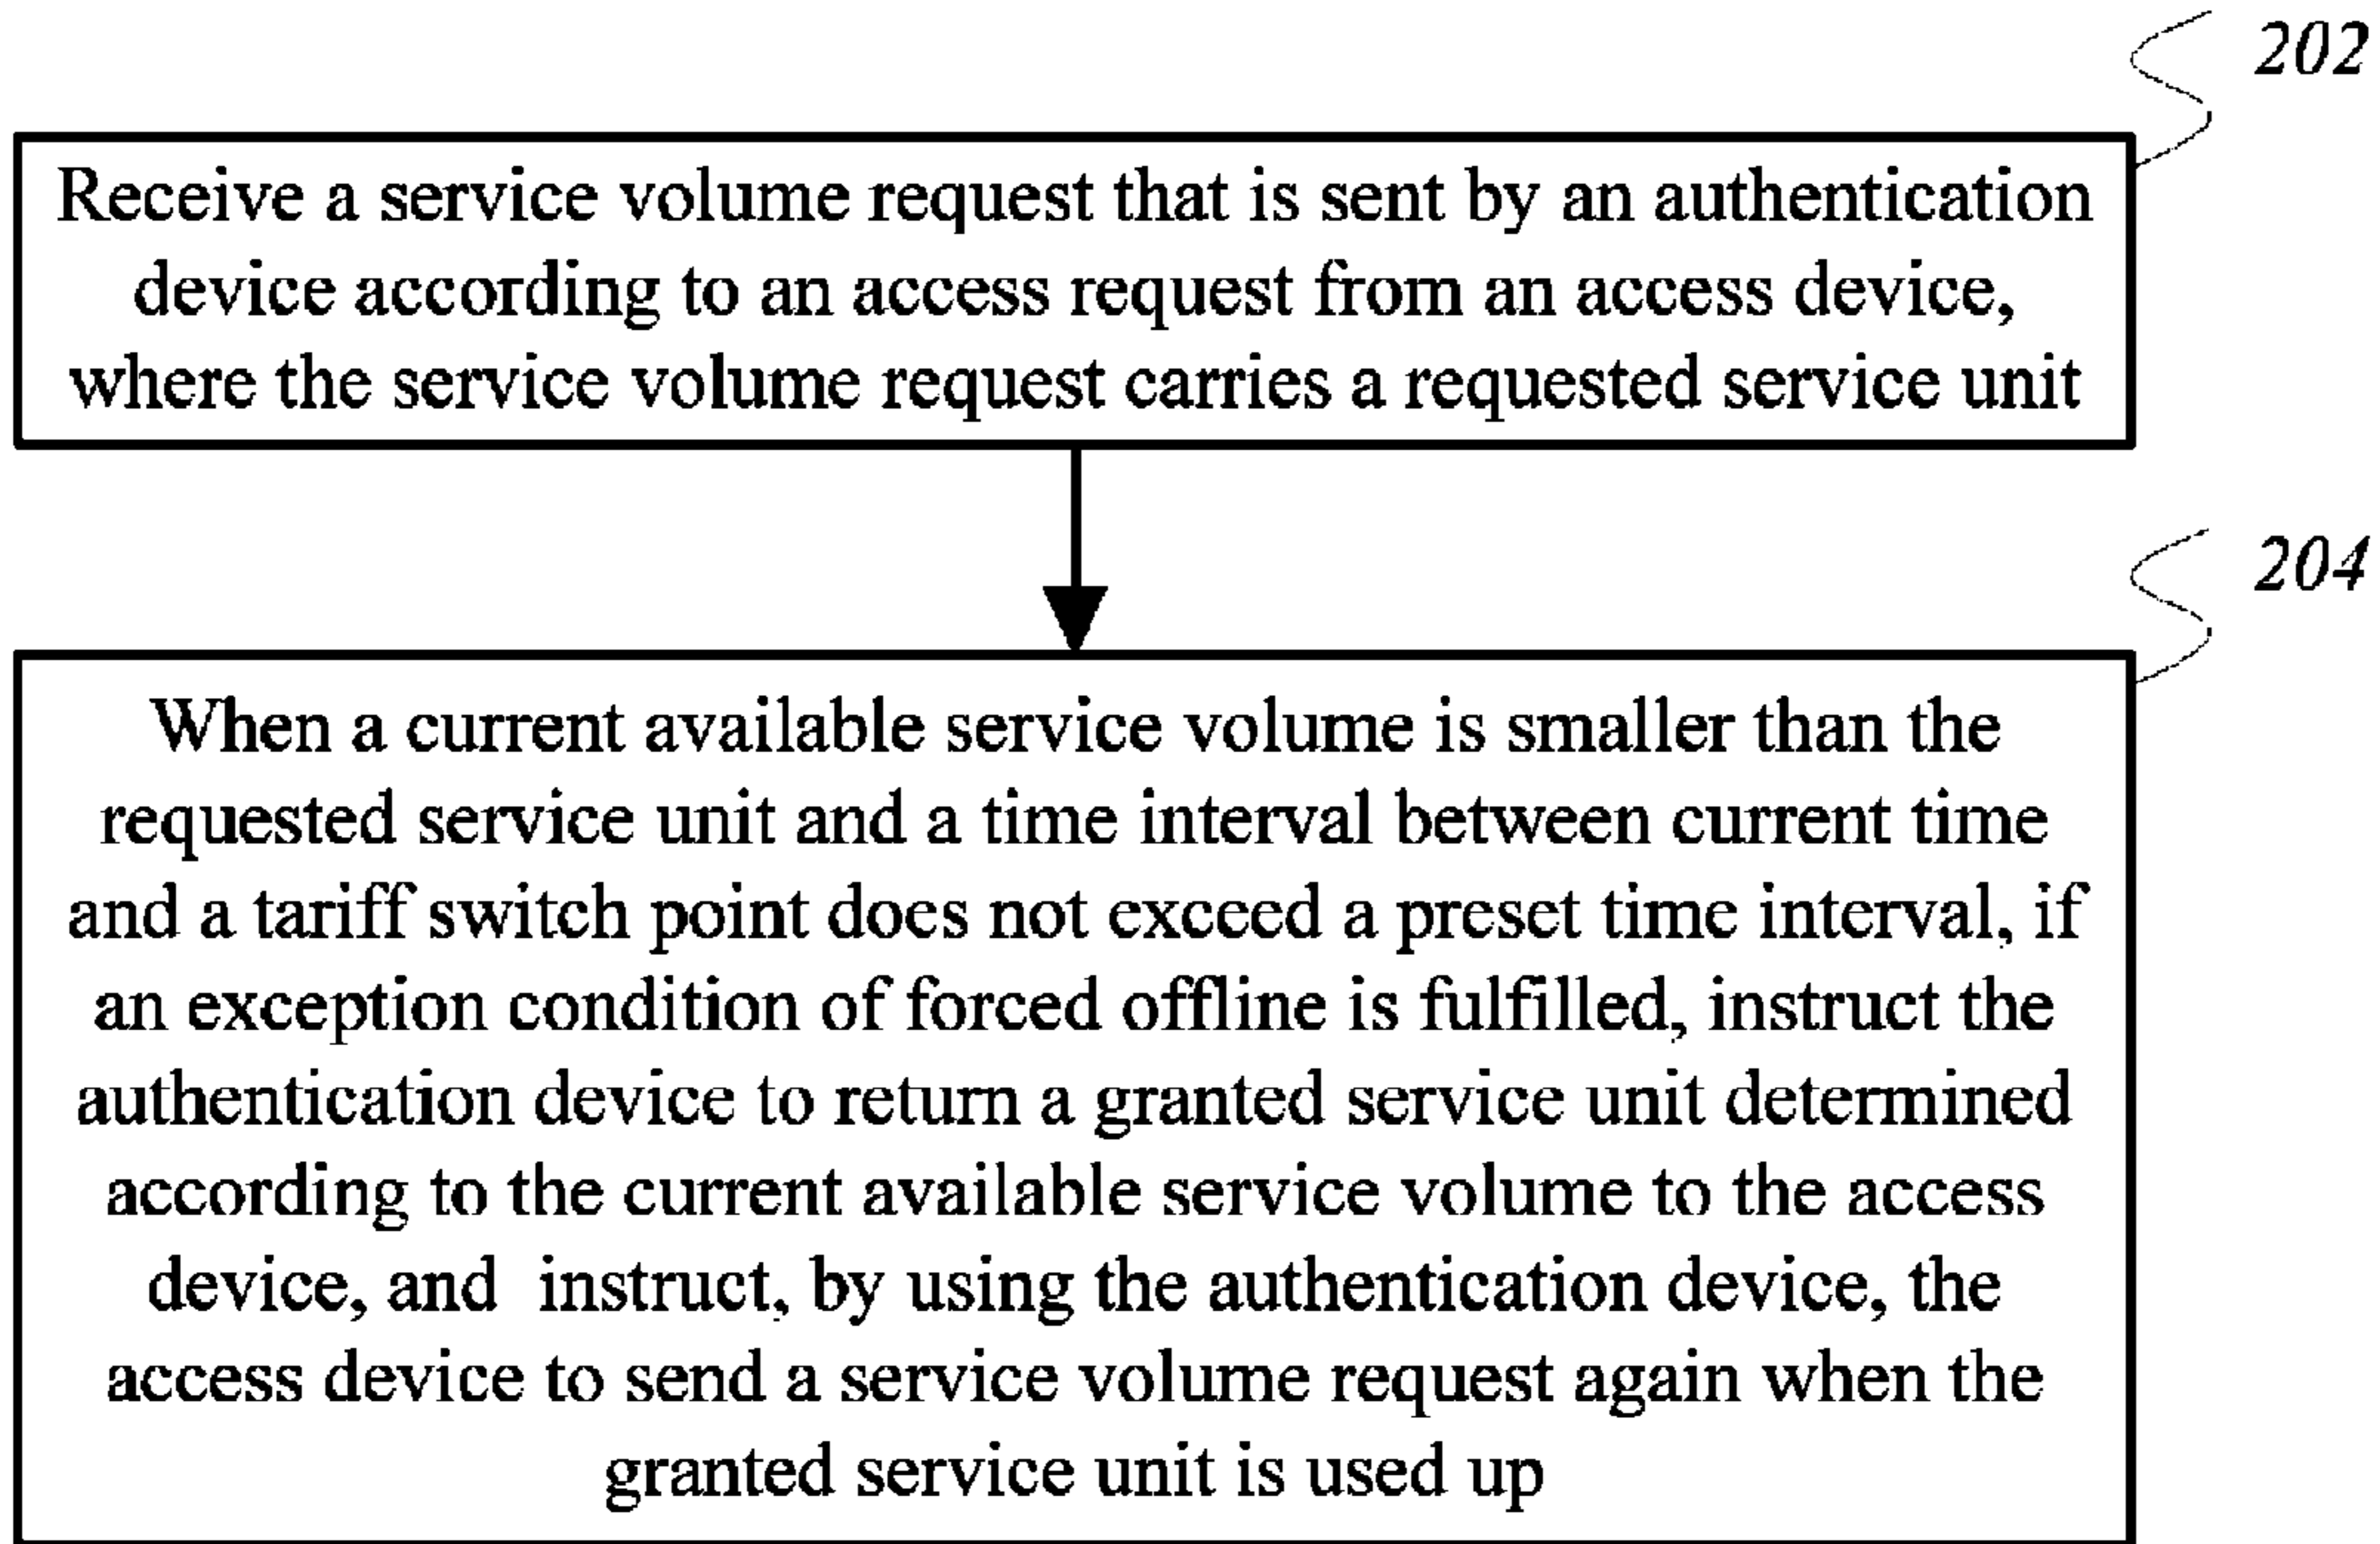 202
Receive a service volume request that is sent by an authentication
device according to an access request from an access device,
where the service volume request carries a requested service unit
204
When a current available service volume is smaller than the
requested service unit and a time interval between current time
and a tariff switch point does not exceed a preset time interval, if
an exception condition of forced offline is fulfilled, instruct the
authentication device to return a granted service unit determined
according to the current available service volume to the access
device, and instruct, by using the authentication device, the
access device to send a service volume request again when the
granted service unit is used up